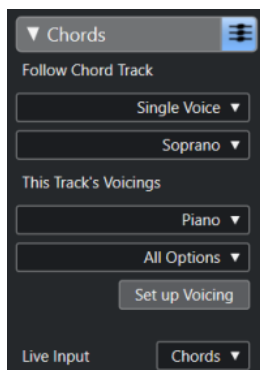 Chords
Follow Chord Track
Single Voice
Soprano
This Track's Voicings
Piano
All Options
Set up Voicing
Live Input Chords